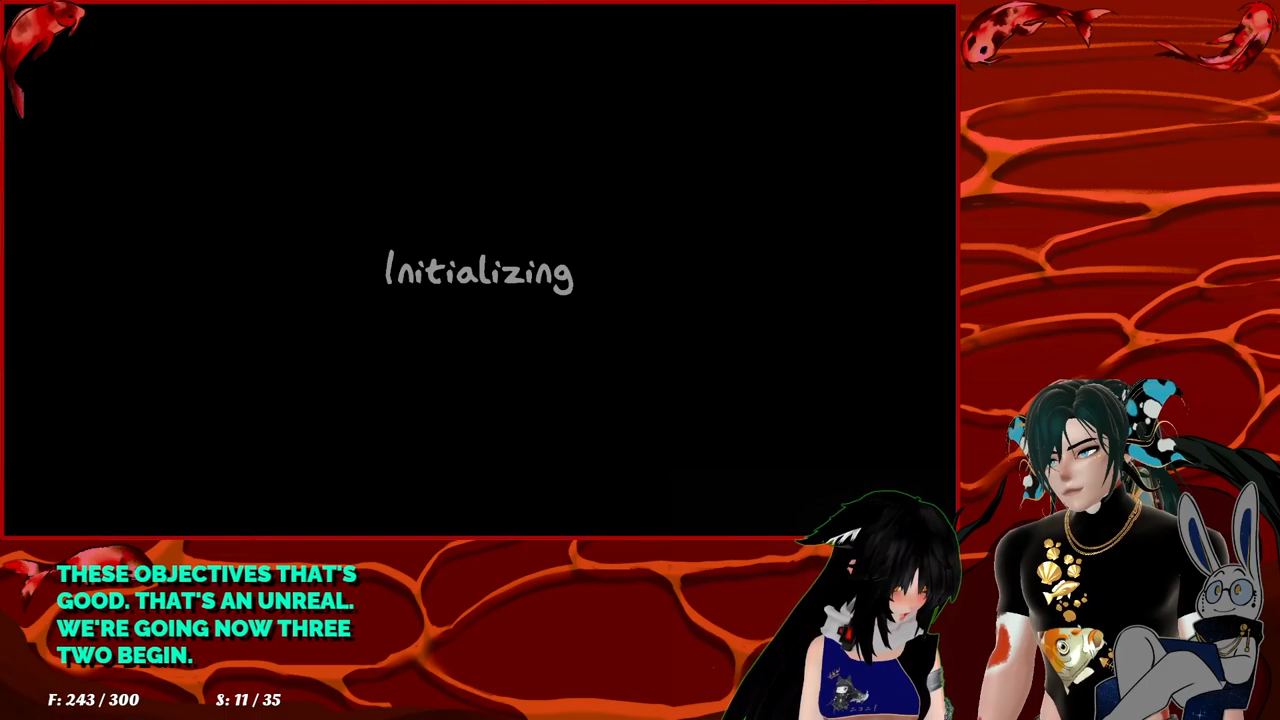 Initializing
THESE OBJECTIVES THAT'S
GOOD. THAT'S AN UNREAL.
WE'RE GOING NOW THREE
TWO BEGIN.
F: 243 / 300 S: 11 / 35